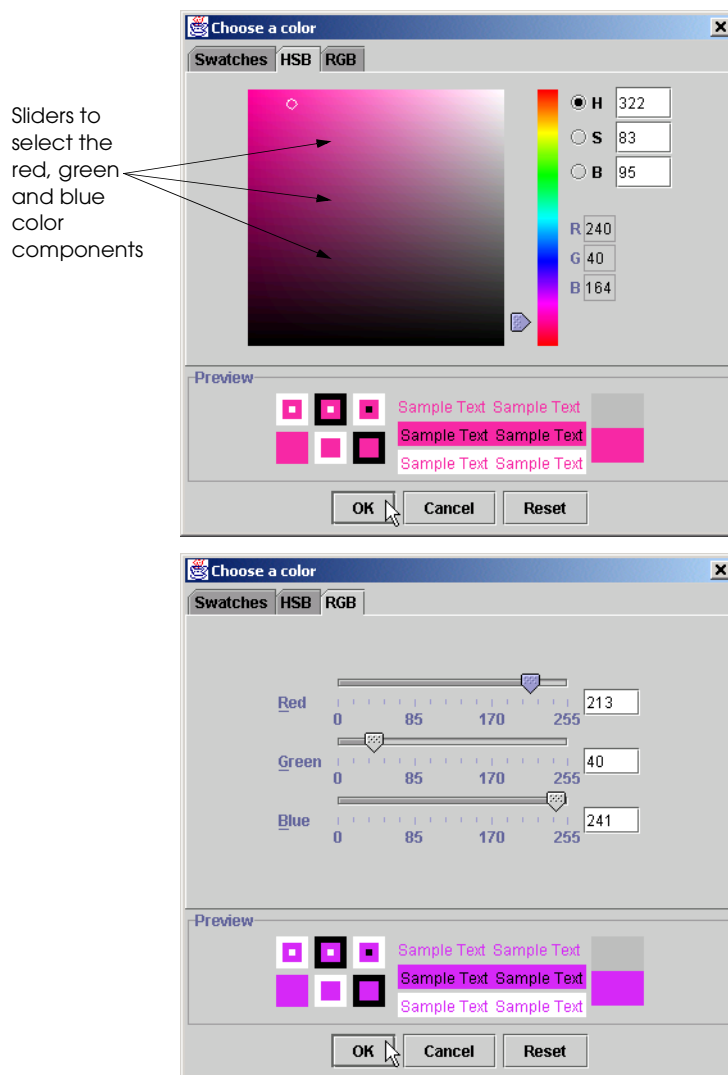 Choose a color
Swatches HSB RGB
Sliders to
select the
red, green
and blue
color
components
H 322
S 83
B 95
R 240
G 40
B 164
Preview
Sample Text Sample Text
Sample Text Sample Text
Sample Text Sample Text
OK Cancel Reset
Choose a color
Swatches HSB RGB
Red 213
0 85 170 255
Green 40
0 85 170 255
Blue 241
0 85 170 255
Preview
Sample Text Sample Text
Sample Text Sample Text
Sample Text Sample Text
OK Cancel Reset